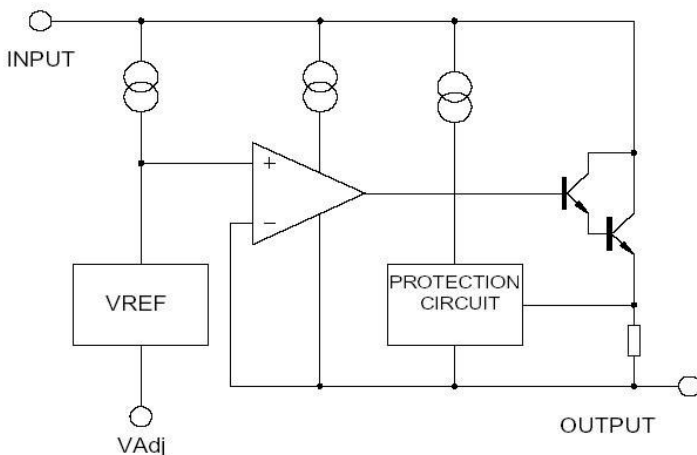 INPUT
+
−
VREF
PROTECTION
CIRCUIT
VAdj
OUTPUT